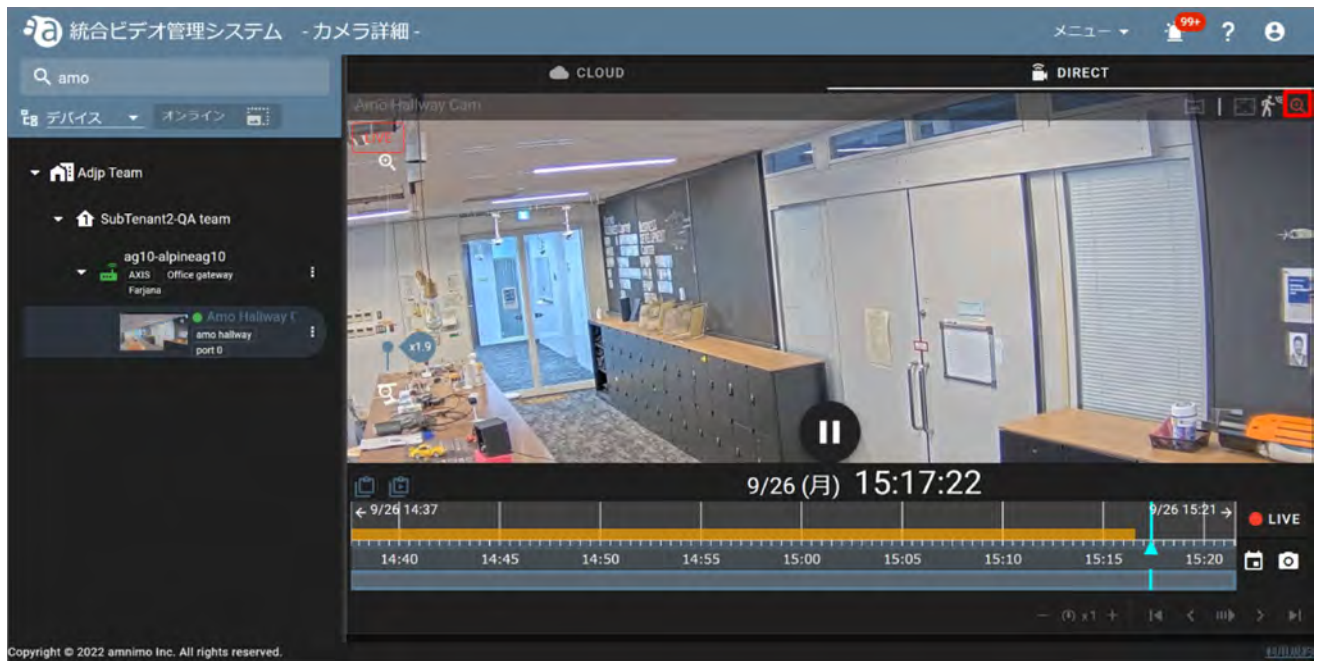 統合ビデオ管理システム - カメラ詳細 -
メニュー
99+
?
amo
CLOUD
DIRECT
デバイス
オンライン
Amo Hallway Cam
LIVE
Adjp Team
SubTenant2-QA team
ag10-alpineag10
AXIS Office gateway
Farjana
Amo Hallway C
amo hallway
port 0
x1.9
9/26 (月) 15:17:22
← 9/26 14:37
9/26 15:21 →
LIVE
14:40 14:45 14:50 14:55 15:00 15:05 15:10 15:15 15:20
x1
Copyright © 2022 amnimo Inc. All rights reserved.